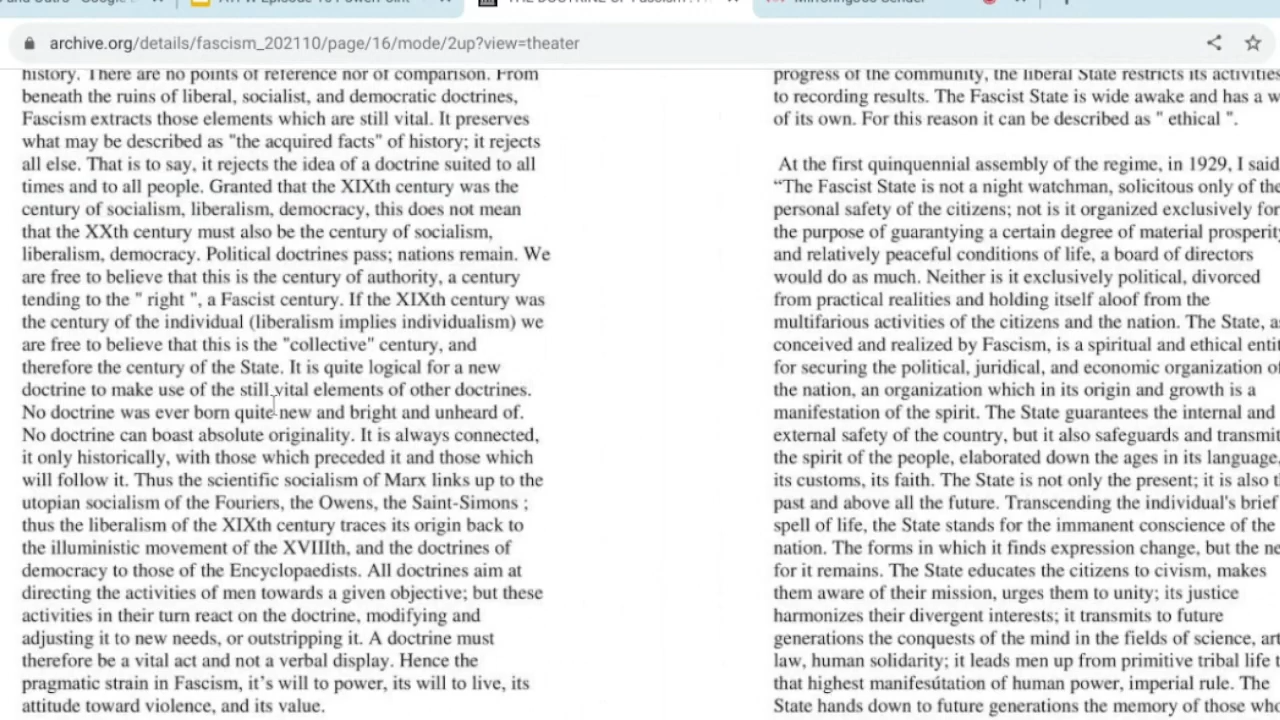 archive.org/details/fascism_202110/page/16/mode/2up?view=theater
history. There are no points of reference nor of comparison. From
beneath the ruins of liberal, socialist, and democratic doctrines,
Fascism extracts those elements which are still vital. It preserves
what may be described as "the acquired facts" of history; it rejects
all else. That is to say, it rejects the idea of a doctrine suited to all
times and to all people. Granted that the XIXth century was the
century of socialism, liberalism, democracy, this does not mean
that the XXth century must also be the century of socialism,
liberalism, democracy. Political doctrines pass; nations remain. We
are free to believe that this is the century of authority, a century
tending to the " right ", a Fascist century. If the XIXth century was
the century of the individual (liberalism implies individualism) we
are free to believe that this is the "collective" century, and
therefore the century of the State. It is quite logical for a new
doctrine to make use of the still vital elements of other doctrines.
No doctrine was ever born quite new and bright and unheard of.
No doctrine can boast absolute originality. It is always connected,
it only historically, with those which preceded it and those which
will follow it. Thus the scientific socialism of Marx links up to the
utopian socialism of the Fouriers, the Owens, the Saint-Simons ;
thus the liberalism of the XIXth century traces its origin back to
the illuministic movement of the XVIIIth, and the doctrines of
democracy to those of the Encyclopaedists. All doctrines aim at
directing the activities of men towards a given objective; but these
activities in their turn react on the doctrine, modifying and
adjusting it to new needs, or outstripping it. A doctrine must
therefore be a vital act and not a verbal display. Hence the
pragmatic strain in Fascism, it's will to power, its will to live, its
attitude toward violence, and its value.
progress of the community, the liberal State restricts its activities
to recording results. The Fascist State is wide awake and has a w
of its own. For this reason it can be described as " ethical ".
At the first quinquennial assembly of the regime, in 1929, I said
“The Fascist State is not a night watchman, solicitous only of the
personal safety of the citizens; not is it organized exclusively for
the purpose of guarantying a certain degree of material prosperity
and relatively peaceful conditions of life, a board of directors
would do as much. Neither is it exclusively political, divorced
from practical realities and holding itself aloof from the
multifarious activities of the citizens and the nation. The State, a
conceived and realized by Fascism, is a spiritual and ethical entit
for securing the political, juridical, and economic organization of
the nation, an organization which in its origin and growth is a
manifestation of the spirit. The State guarantees the internal and
external safety of the country, but it also safeguards and transmit
the spirit of the people, elaborated down the ages in its language,
its customs, its faith. The State is not only the present; it is also t
past and above all the future. Transcending the individual's brief
spell of life, the State stands for the immanent conscience of the
nation. The forms in which it finds expression change, but the ne
for it remains. The State educates the citizens to civism, makes
them aware of their mission, urges them to unity; its justice
harmonizes their divergent interests; it transmits to future
generations the conquests of the mind in the fields of science, art
law, human solidarity; it leads men up from primitive tribal life t
that highest manifesútation of human power, imperial rule. The
State hands down to future generations the memory of those who